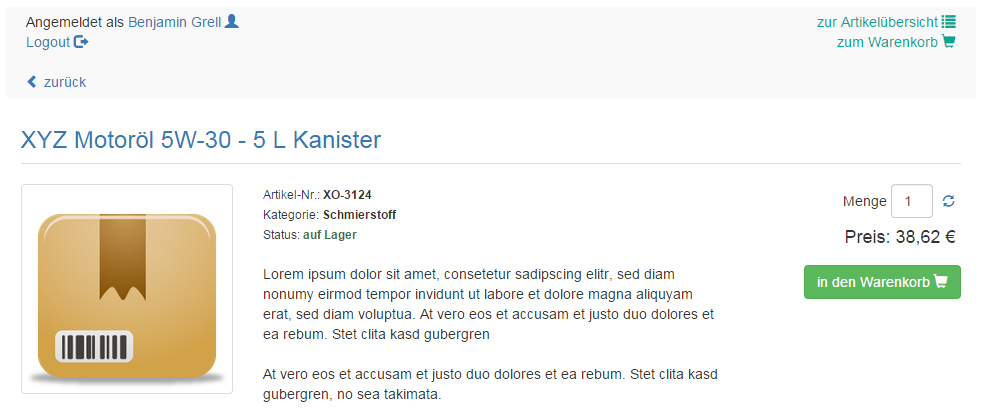 Angemeldet als Benjamin Grell
Logout
zurück
zur Artikelübersicht
zum Warenkorb
XYZ Motoröl 5W-30 - 5 L Kanister
Artikel-Nr.: XO-3124
Kategorie: Schmierstoff
Status: auf Lager
Lorem ipsum dolor sit amet, consetetur sadipscing elitr, sed diam
nonumy eirmod tempor invidunt ut labore et dolore magna aliquyam
erat, sed diam voluptua. At vero eos et accusam et justo duo dolores et
ea rebum. Stet clita kasd gubergren
At vero eos et accusam et justo duo dolores et ea rebum. Stet clita kasd
gubergren, no sea takimata.
Menge 1
Preis: 38,62 €
in den Warenkorb